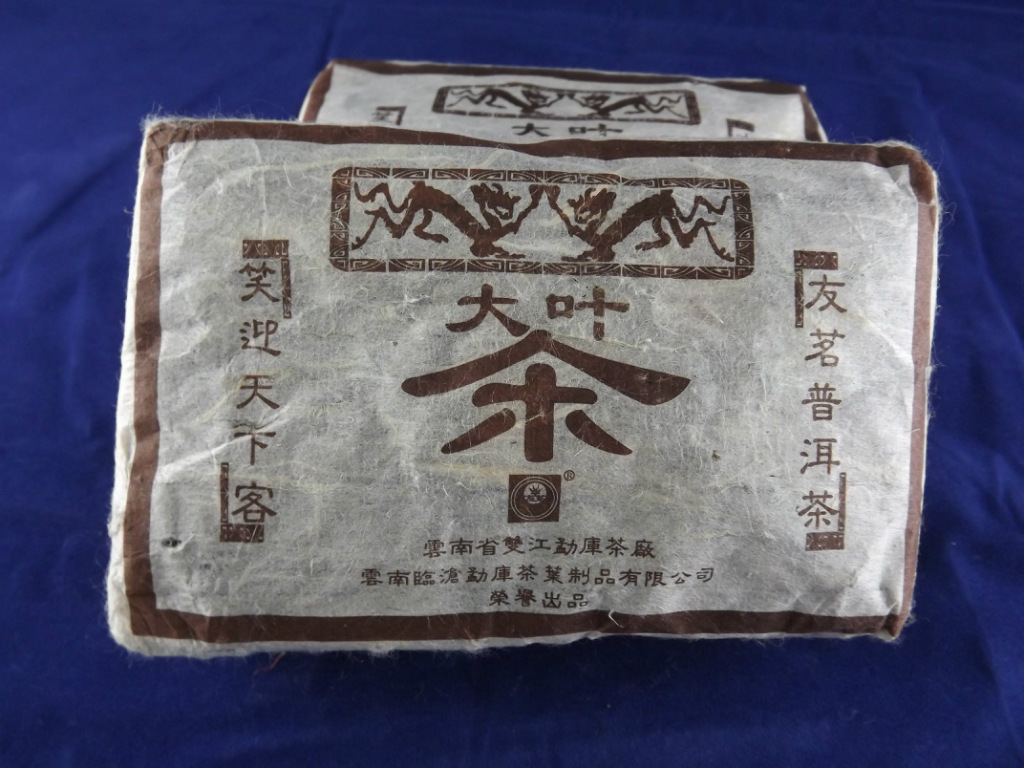 大叶
大叶
茶
®
笑迎天下客
友茗普洱茶
雲南省雙江勐庫茶廠
雲南臨滄勐庫茶葉制品有限公司
榮譽出品